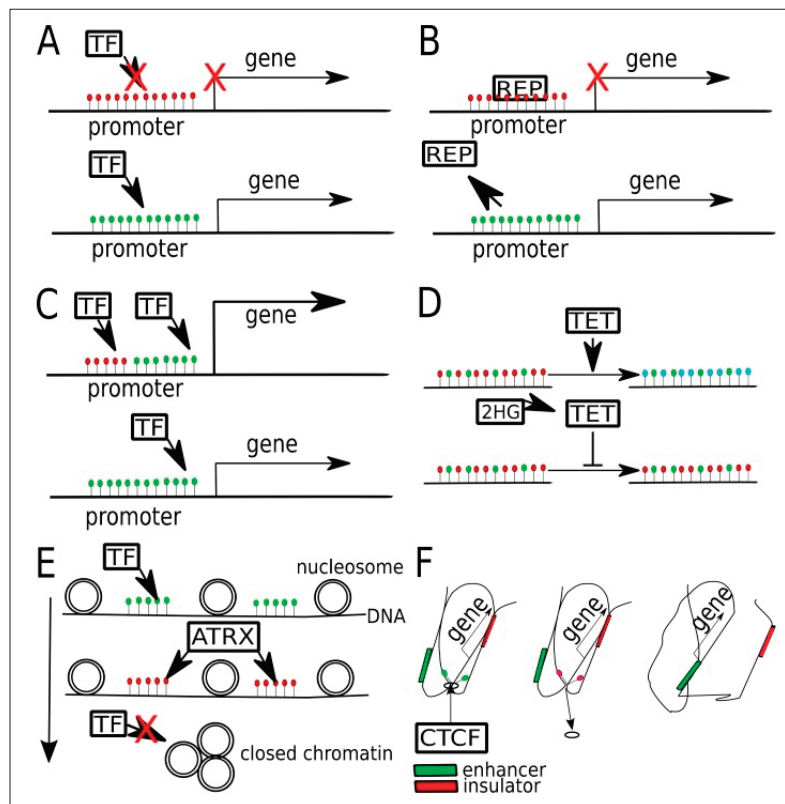 A
TF
gene
promoter
TF
gene
promoter
B
REP
gene
promoter
REP
gene
promoter
C
TF
TF
gene
promoter
TF
gene
promoter
D
TET
2HG
TET
E
TF
nucleosome
DNA
ATRX
TF
closed chromatin
F
gene
gene
gene
CTCF
enhancer
insulator